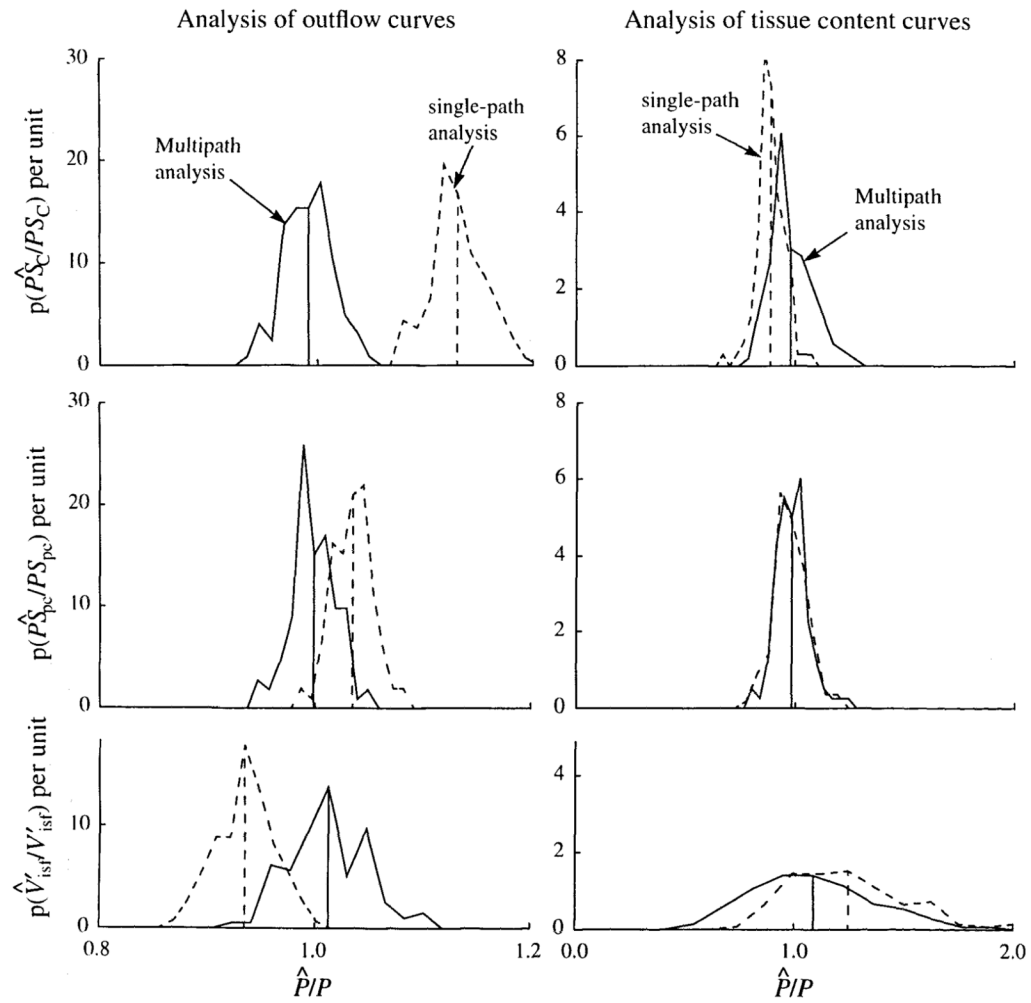 Analysis of outflow curves
Analysis of tissue content curves
p(P̂S_C/PS_C) per unit
30
20
10
0
Multipath
analysis
single-path
analysis
8
6
4
2
0
single-path
analysis
Multipath
analysis
p(P̂S_pc/PS_pc) per unit
30
20
10
0
8
6
4
2
0
p(V̂′_isf/V′_isf) per unit
10
0
0.8
1.0
1.2
P̂/P
4
2
0
0.0
1.0
2.0
P̂/P